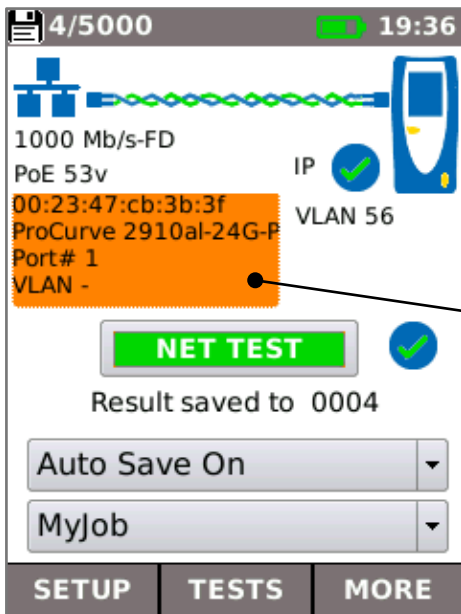 4/5000 19:36
1000 Mb/s-FD
PoE 53v
IP
00:23:47:cb:3b:3f
ProCurve 2910al-24G-P
Port# 1
VLAN -
VLAN 56
NET TEST
Result saved to 0004
Auto Save On
MyJob
SETUP TESTS MORE